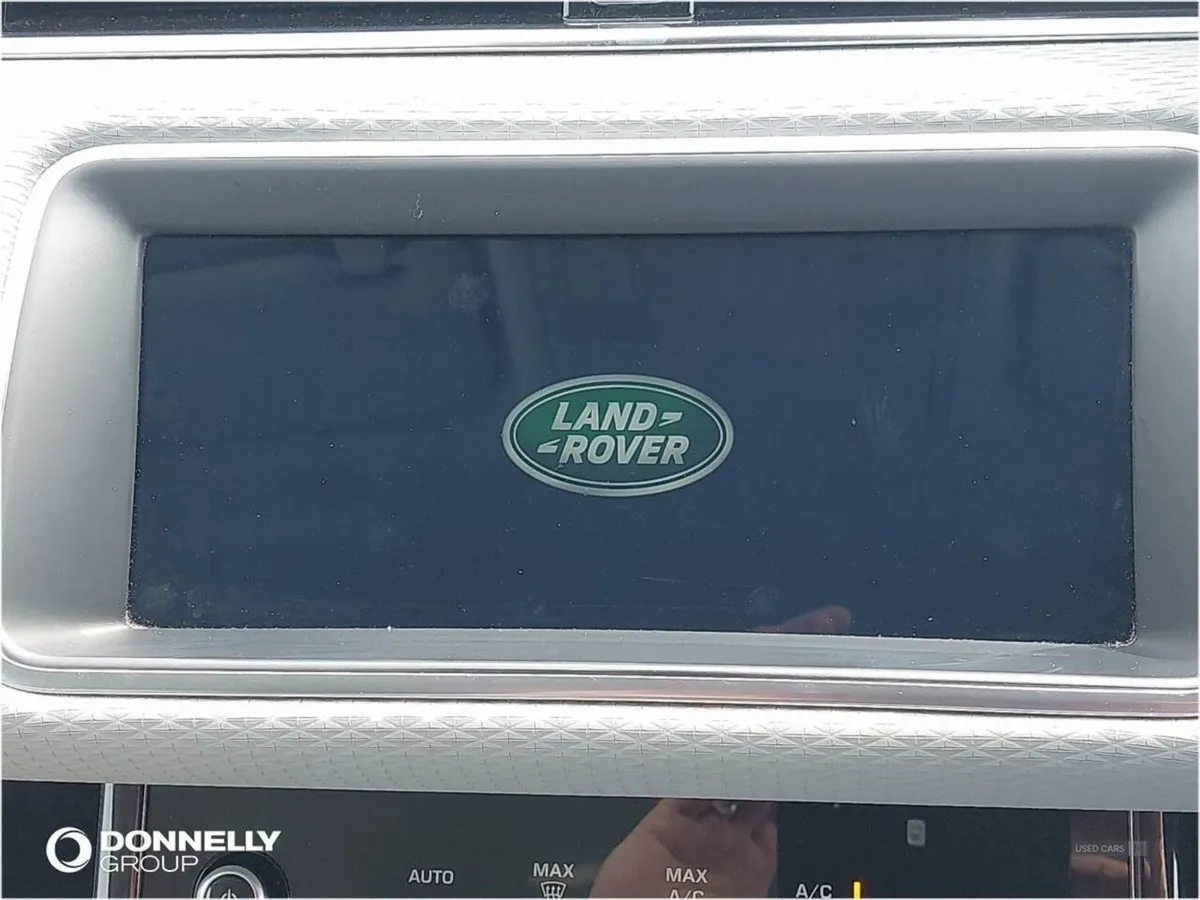 LAND
ROVER
DONNELLY
GROUP
USED CARS
AUTO
MAX
MAX
A/C
A/C